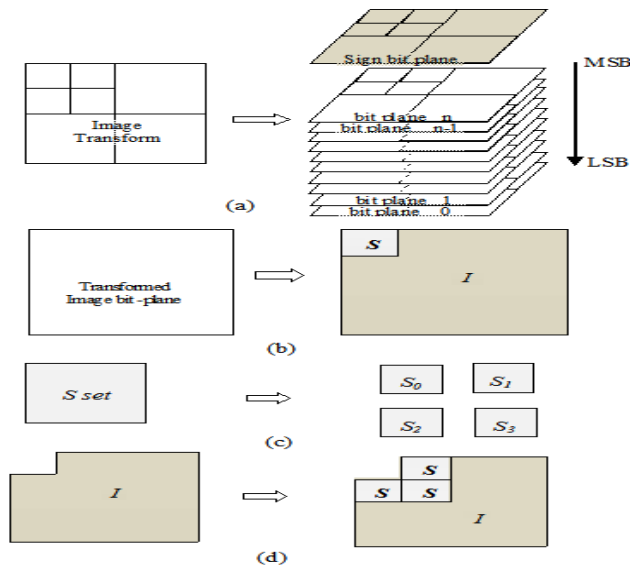 Sign bit plane
MSB
Image
Transform
bit plane n
bit plane n-1
LSB
bit plane 1
bit plane 0
(a)
Transformed
Image bit-plane
S
I
(b)
S set
S0
S1
S2
S3
(c)
I
S
S
S
I
(d)